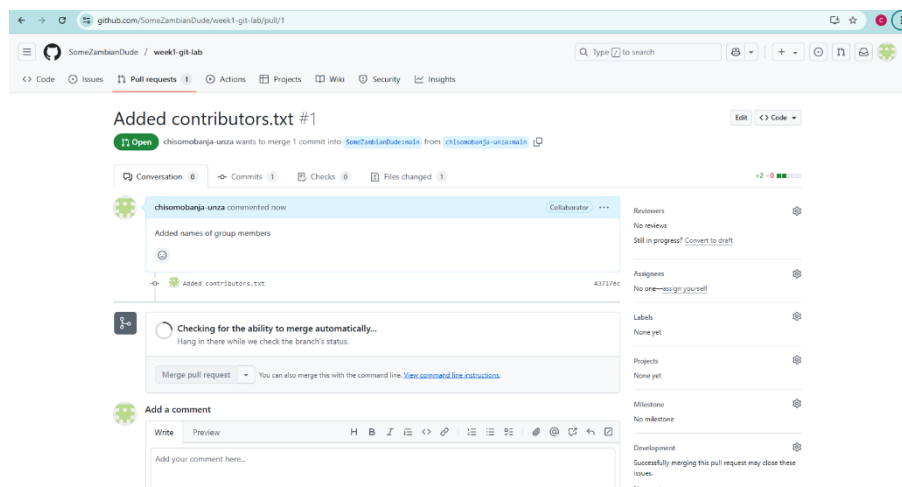 github.com/SomeZambianDude/week1-git-lab/pull/1
SomeZambianDude / week1-git-lab
Type / to search
Code
Issues
Pull requests 1
Actions
Projects
Wiki
Security
Insights
Added contributors.txt #1
Edit
Code
Open
chisomobanja-unza wants to merge 1 commit into SomeZambianDude:main from chisomobanja-unza:main
Conversation 0
Commits 1
Checks 0
Files changed 1
+2 −0
chisomobanja-unza commented now
Collaborator
Added names of group members
Added contributors.txt
43717ec
Checking for the ability to merge automatically...
Hang in there while we check the branch's status.
Merge pull request
You can also merge this with the command line. View command line instructions.
Add a comment
Write
Preview
H B I
Add your comment here...
Reviewers
No reviews
Still in progress? Convert to draft
Assignees
No one—assign yourself
Labels
None yet
Projects
None yet
Milestone
No milestone
Development
Successfully merging this pull request may close these
issues.